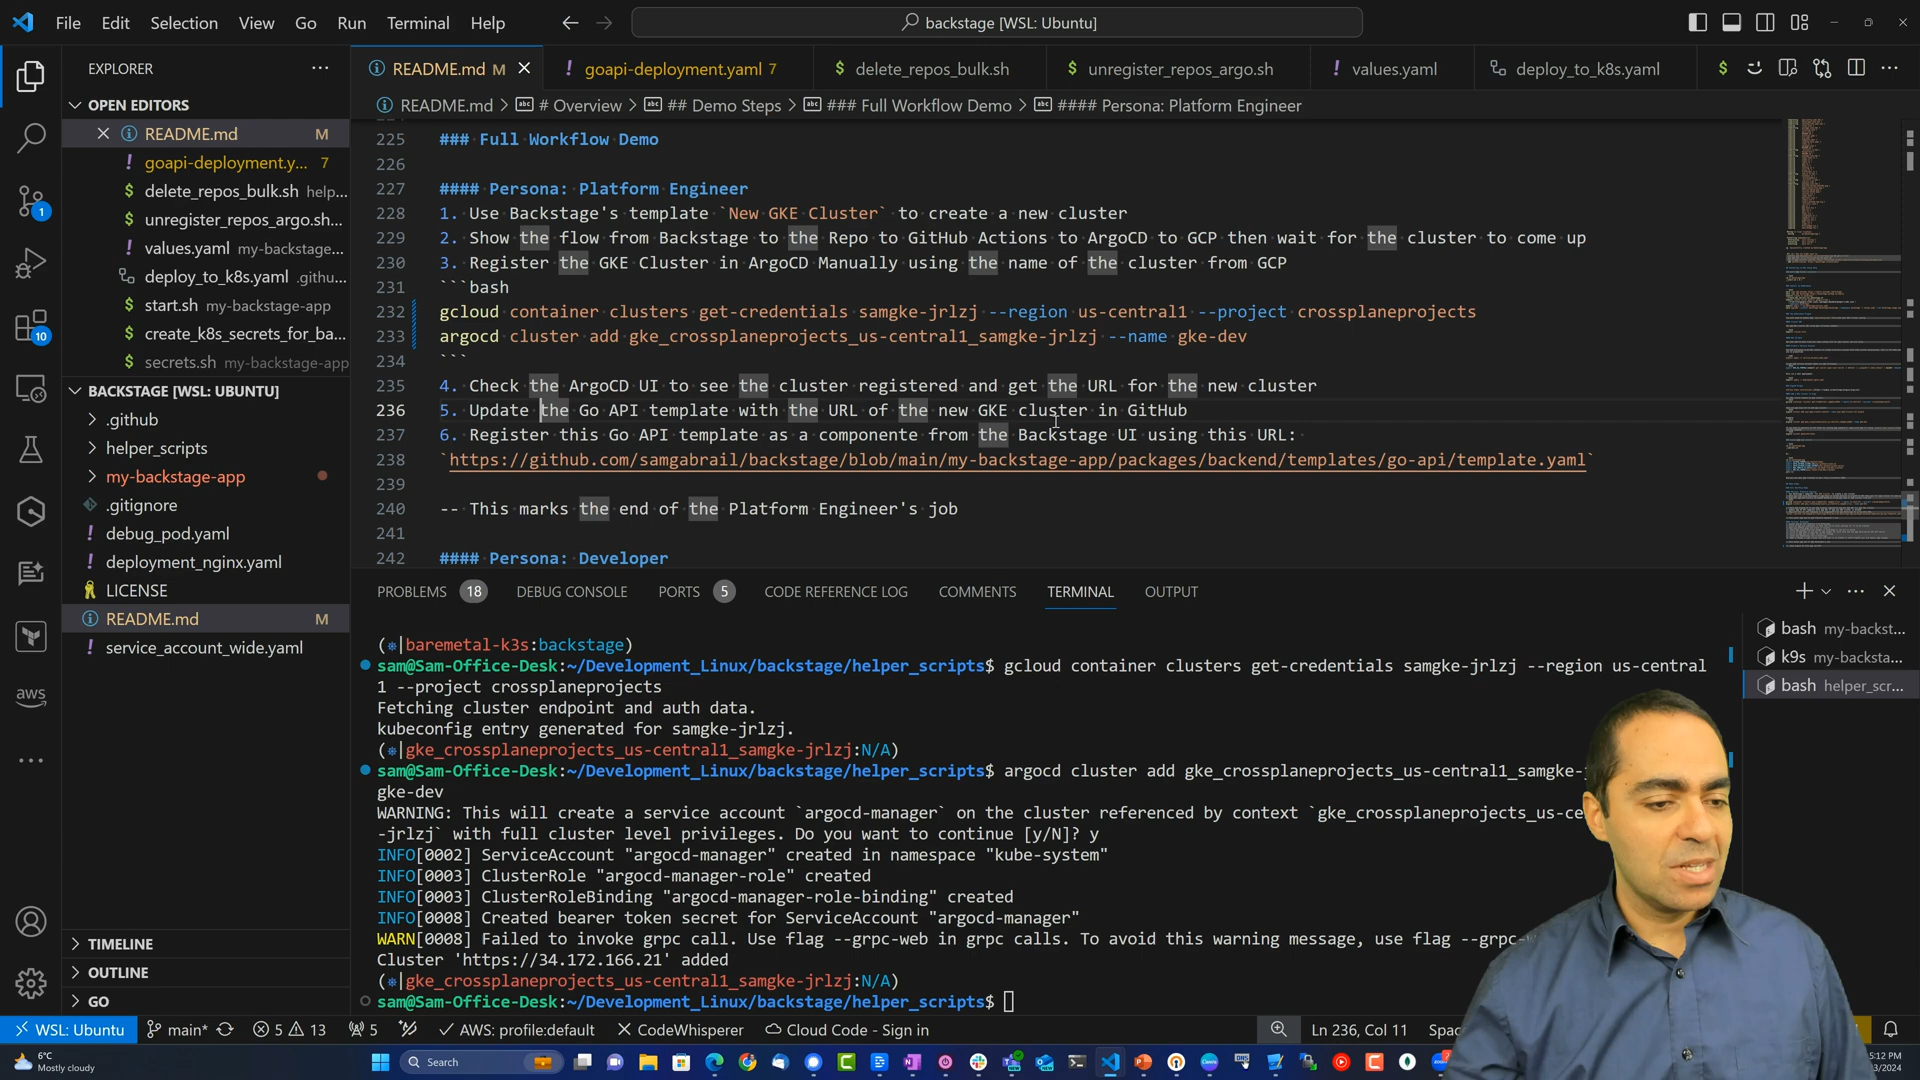 File Edit Selection View Go Run Terminal Help
backstage [WSL: Ubuntu]
EXPLORER
README.md M
goapi-deployment.yaml 7
delete_repos_bulk.sh
unregister_repos_argo.sh
values.yaml
deploy_to_k8s.yaml
README.md > # Overview > ## Demo Steps > ### Full Workflow Demo > #### Persona: Platform Engineer
OPEN EDITORS
README.md M
goapi-deployment.y... 7
delete_repos_bulk.sh help...
unregister_repos_argo.sh...
values.yaml my-backstage...
deploy_to_k8s.yaml .githu...
start.sh my-backstage-app
create_k8s_secrets_for_ba...
secrets.sh my-backstage-app
BACKSTAGE [WSL: UBUNTU]
.github
helper_scripts
my-backstage-app
.gitignore
debug_pod.yaml
deployment_nginx.yaml
LICENSE
README.md M
service_account_wide.yaml
TIMELINE
OUTLINE
GO
1
10
aws
225 ### Full Workflow Demo
226
227 #### Persona: Platform Engineer
228 1. Use Backstage's template `New GKE Cluster` to create a new cluster
229 2. Show the flow from Backstage to the Repo to GitHub Actions to ArgoCD to GCP then wait for the cluster to come up
230 3. Register the GKE Cluster in ArgoCD Manually using the name of the cluster from GCP
231 ```bash
232 gcloud container clusters get-credentials samgke-jrlzj --region us-central1 --project crossplaneprojects
233 argocd cluster add gke_crossplaneprojects_us-central1_samgke-jrlzj --name gke-dev
234 ```
235 4. Check the ArgoCD UI to see the cluster registered and get the URL for the new cluster
236 5. Update the Go API template with the URL of the new GKE cluster in GitHub
237 6. Register this Go API template as a componente from the Backstage UI using this URL:
238 `https://github.com/samgabrail/backstage/blob/main/my-backstage-app/packages/backend/templates/go-api/template.yaml`
239
240 -- This marks the end of the Platform Engineer's job
241
242 #### Persona: Developer
PROBLEMS 18 DEBUG CONSOLE PORTS 5 CODE REFERENCE LOG COMMENTS TERMINAL OUTPUT
bash my-backst...
k9s my-backsta...
bash helper_scr...
(⎈|baremetal-k3s:backstage)
sam@Sam-Office-Desk:~/Development_Linux/backstage/helper_scripts$ gcloud container clusters get-credentials samgke-jrlzj --region us-central
1 --project crossplaneprojects
Fetching cluster endpoint and auth data.
kubeconfig entry generated for samgke-jrlzj.
(⎈|gke_crossplaneprojects_us-central1_samgke-jrlzj:N/A)
sam@Sam-Office-Desk:~/Development_Linux/backstage/helper_scripts$ argocd cluster add gke_crossplaneprojects_us-central1_samgke-
gke-dev
WARNING: This will create a service account `argocd-manager` on the cluster referenced by context `gke_crossplaneprojects_us-ce
-jrlzj` with full cluster level privileges. Do you want to continue [y/N]? y
INFO[0002] ServiceAccount "argocd-manager" created in namespace "kube-system"
INFO[0003] ClusterRole "argocd-manager-role" created
INFO[0003] ClusterRoleBinding "argocd-manager-role-binding" created
INFO[0008] Created bearer token secret for ServiceAccount "argocd-manager"
WARN[0008] Failed to invoke grpc call. Use flag --grpc-web in grpc calls. To avoid this warning message, use flag --grpc-
Cluster 'https://34.172.166.21' added
(⎈|gke_crossplaneprojects_us-central1_samgke-jrlzj:N/A)
sam@Sam-Office-Desk:~/Development_Linux/backstage/helper_scripts$
WSL: Ubuntu main* 5 13 5 AWS: profile:default CodeWhisperer Cloud Code - Sign in Ln 236, Col 11
6°C
Mostly cloudy
Search